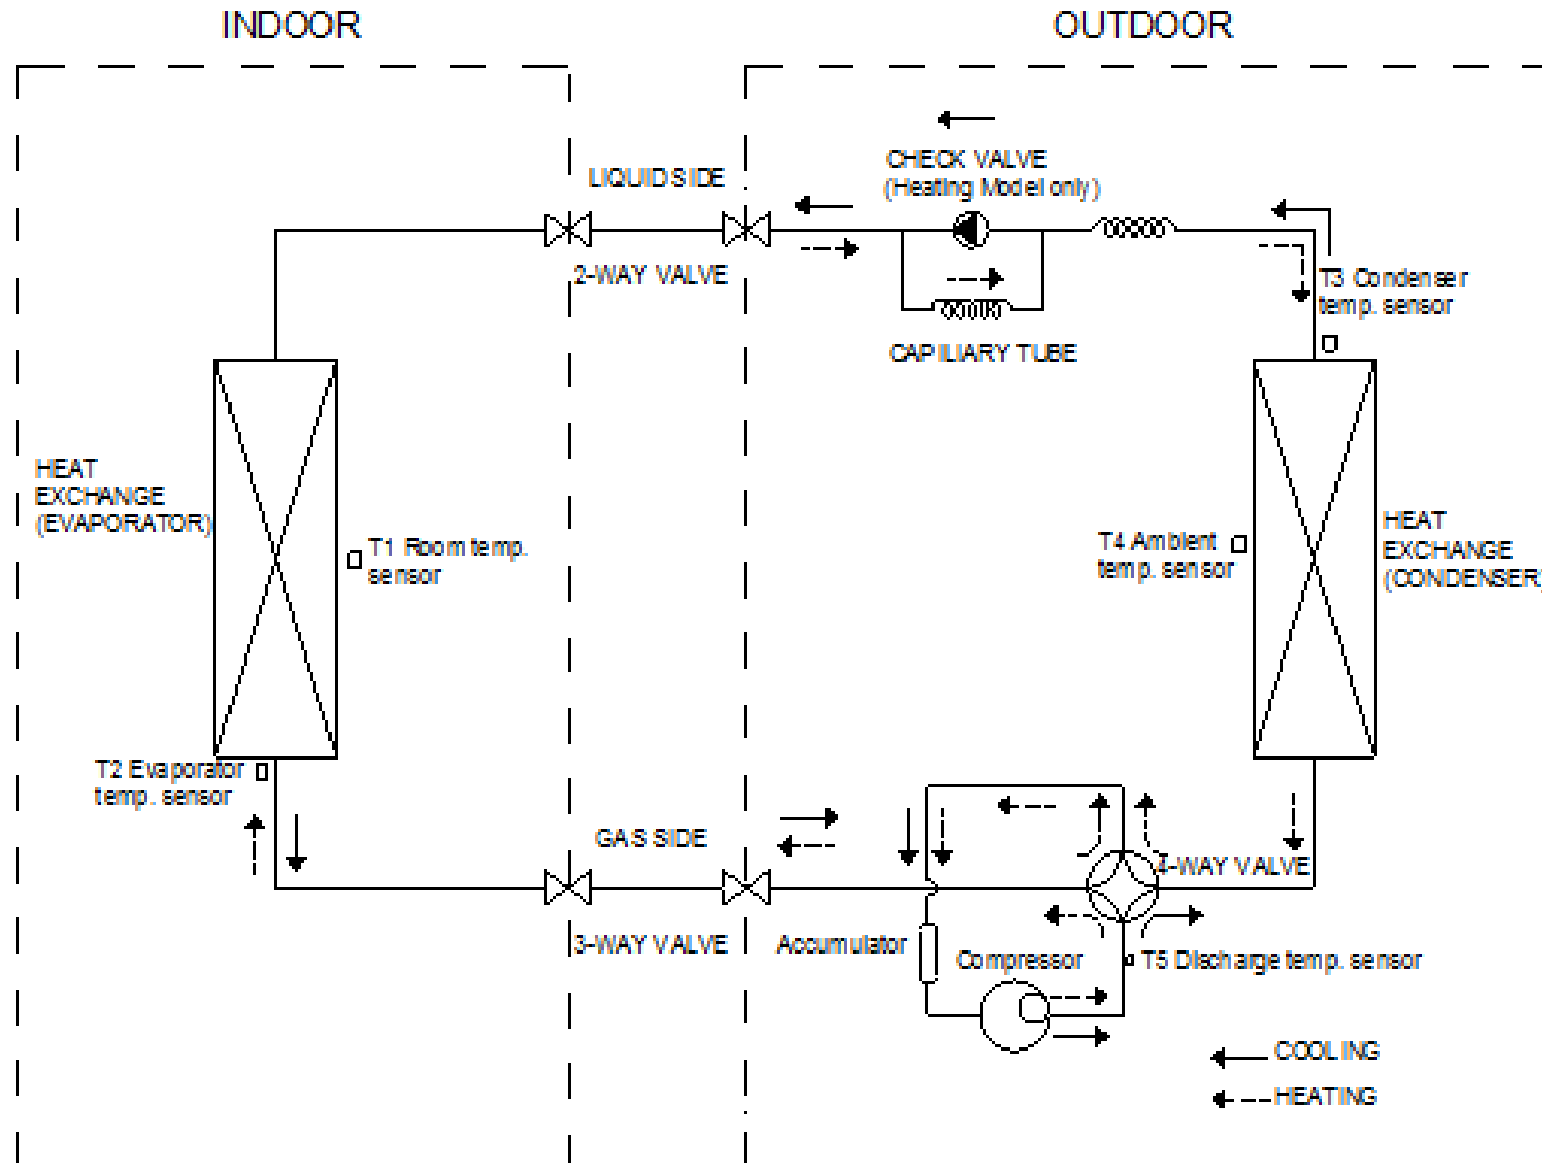 INDOOR
OUTDOOR
CHECK VALVE
(Heating Model only)
LIQUID SIDE
2-WAY VALVE
T3 Condenser
temp. sensor
CAPILIARY TUBE
HEAT
EXCHANGE
(EVAPORATOR)
T1 Room temp.
sensor
T4 Ambient
temp. sensor
HEAT
EXCHANGE
(CONDENSER)
T2 Evaporator
temp. sensor
GAS SIDE
4-WAY VALVE
3-WAY VALVE
Accumulator
Compressor
T5 Discharge temp. sensor
COOLING
HEATING